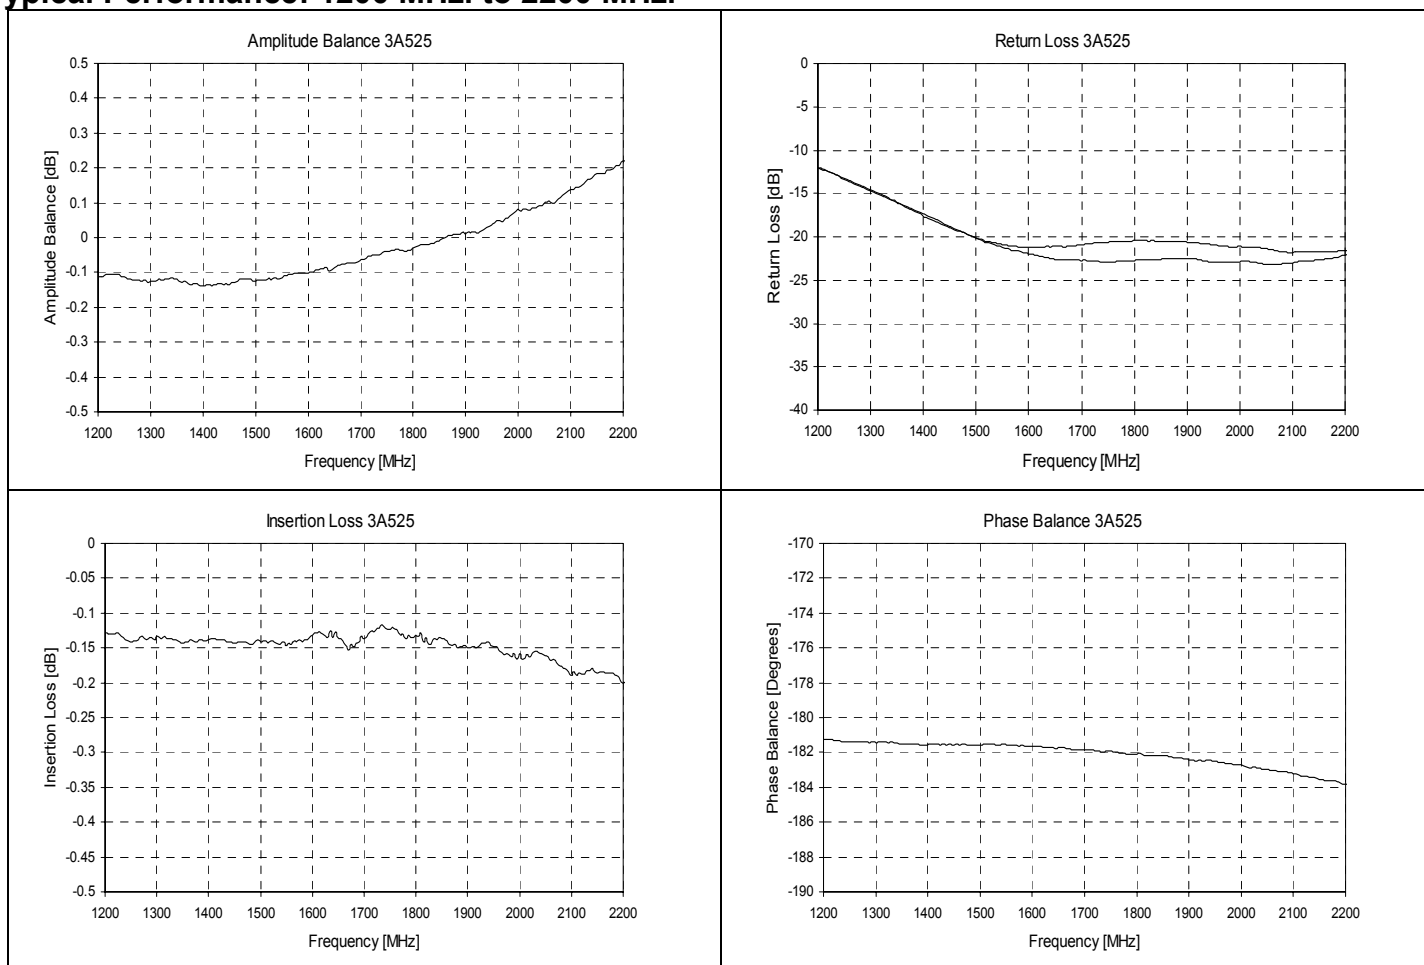 ypical Performance: 1200 MHz. to 2200 MHz.
Amplitude Balance 3A525
0.5
0.4
0.3
0.2
0.1
0
-0.1
-0.2
-0.3
-0.4
-0.5
Amplitude Balance [dB]
1200 1300 1400 1500 1600 1700 1800 1900 2000 2100 2200
Frequency [MHz]
Return Loss 3A525
0
-5
-10
-15
-20
-25
-30
-35
-40
Return Loss [dB]
1200 1300 1400 1500 1600 1700 1800 1900 2000 2100 2200
Frequency [MHz]
Insertion Loss 3A525
0
-0.05
-0.1
-0.15
-0.2
-0.25
-0.3
-0.35
-0.4
-0.45
-0.5
Insertion Loss [dB]
1200 1300 1400 1500 1600 1700 1800 1900 2000 2100 2200
Frequency [MHz]
Phase Balance 3A525
-170
-172
-174
-176
-178
-180
-182
-184
-186
-188
-190
Phase Balance [Degrees]
1200 1300 1400 1500 1600 1700 1800 1900 2000 2100 2200
Frequency [MHz]